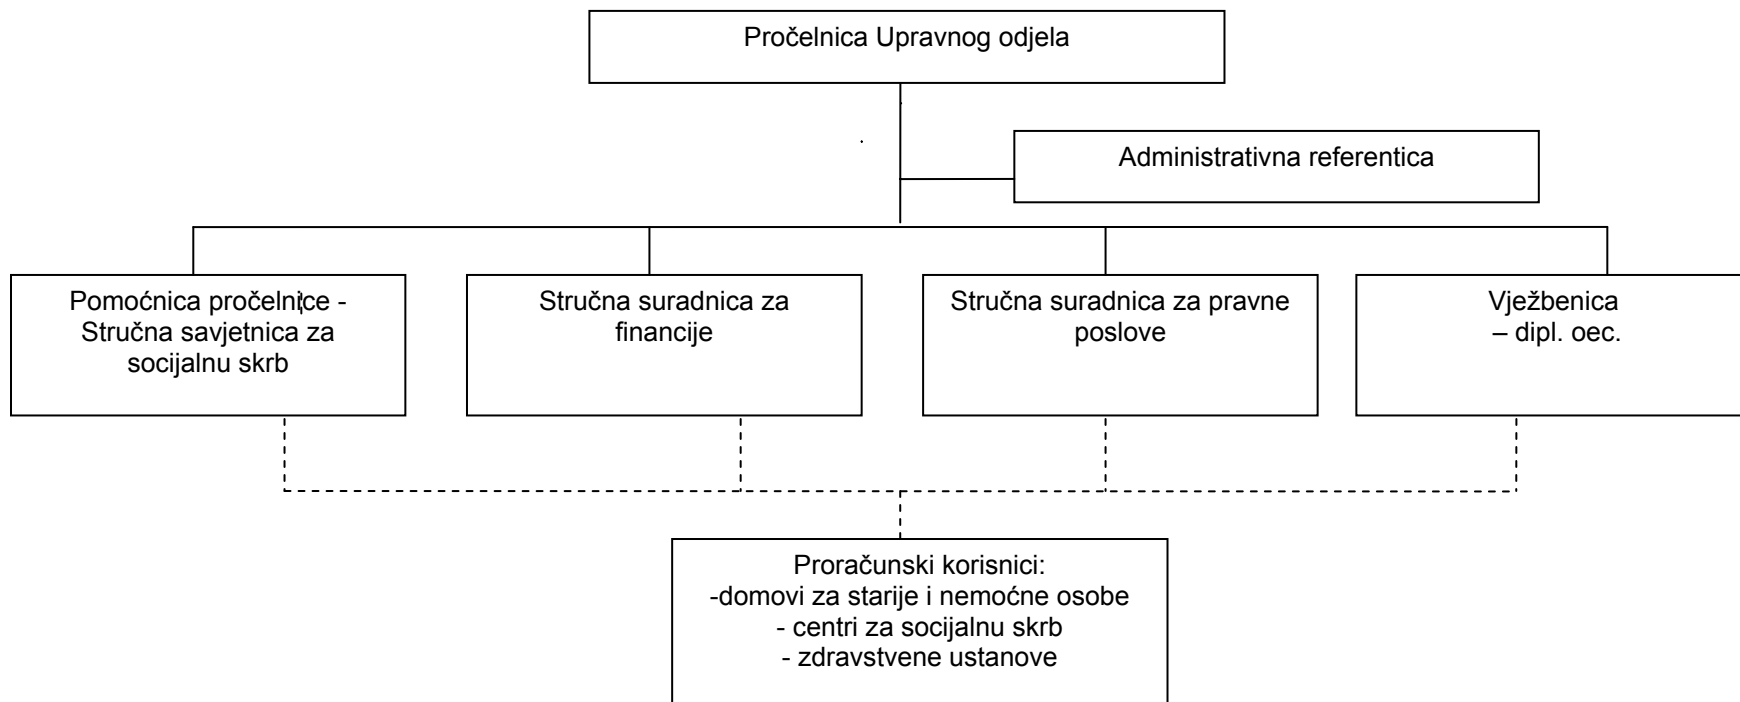 Pročelnica Upravnog odjela
Administrativna referentica
Pomoćnica pročelnice -
Stručna savjetnica za
socijalnu skrb
Stručna suradnica za
financije
Stručna suradnica za pravne
poslove
Vježbenica
– dipl. oec.
Proračunski korisnici:
-domovi za starije i nemoćne osobe
- centri za socijalnu skrb
- zdravstvene ustanove